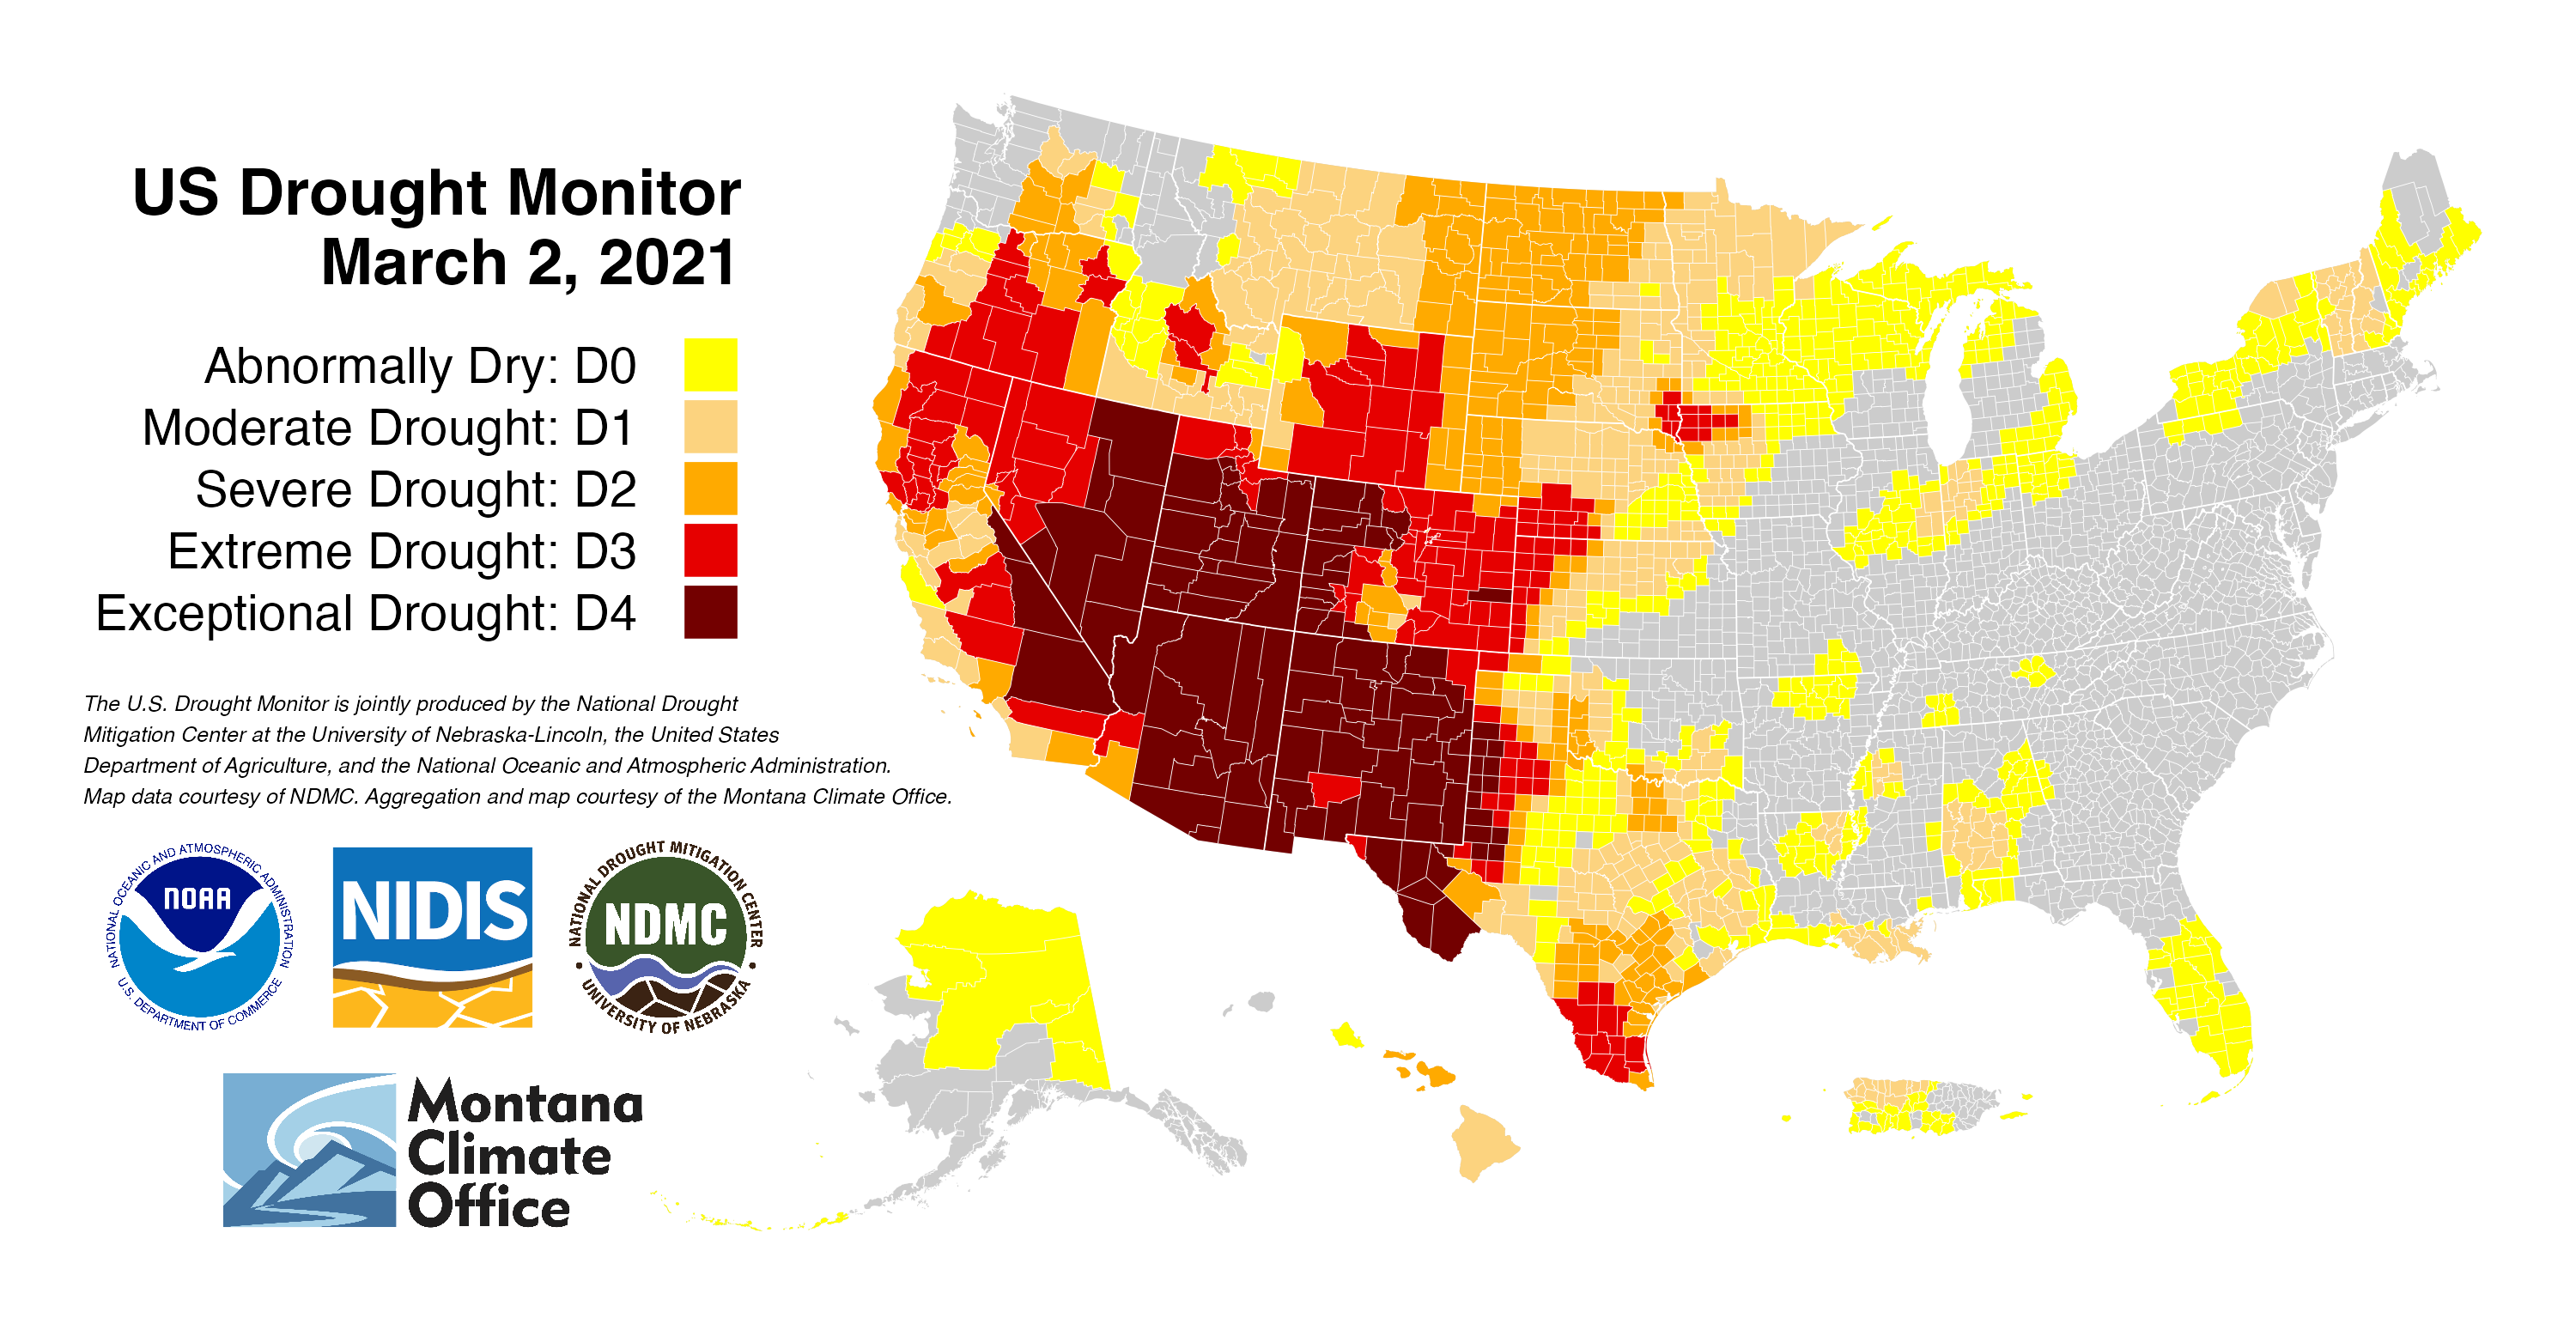 US Drought Monitor
March 2, 2021
Abnormally Dry: D0
Moderate Drought: D1
Severe Drought: D2
Extreme Drought: D3
Exceptional Drought: D4
The U.S. Drought Monitor is jointly produced by the National Drought
Mitigation Center at the University of Nebraska-Lincoln, the United States
Department of Agriculture, and the National Oceanic and Atmospheric Administration.
Map data courtesy of NDMC. Aggregation and map courtesy of the Montana Climate Office.
NATIONAL OCEANIC AND ATMOSPHERIC ADMINISTRATION
NOAA
U.S. DEPARTMENT OF COMMERCE
NIDIS
NATIONAL DROUGHT MITIGATION CENTER
NDMC
UNIVERSITY OF NEBRASKA
Montana
Climate
Office